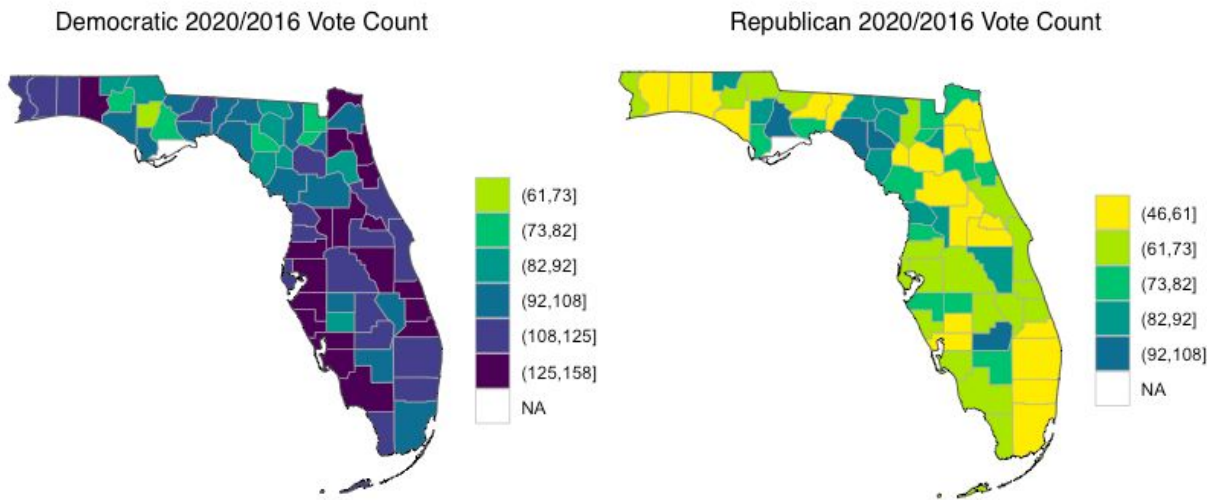 Democratic 2020/2016 Vote Count
(61,73]
(73,82]
(82,92]
(92,108]
(108,125]
(125,158]
NA
Republican 2020/2016 Vote Count
(46,61]
(61,73]
(73,82]
(82,92]
(92,108]
NA